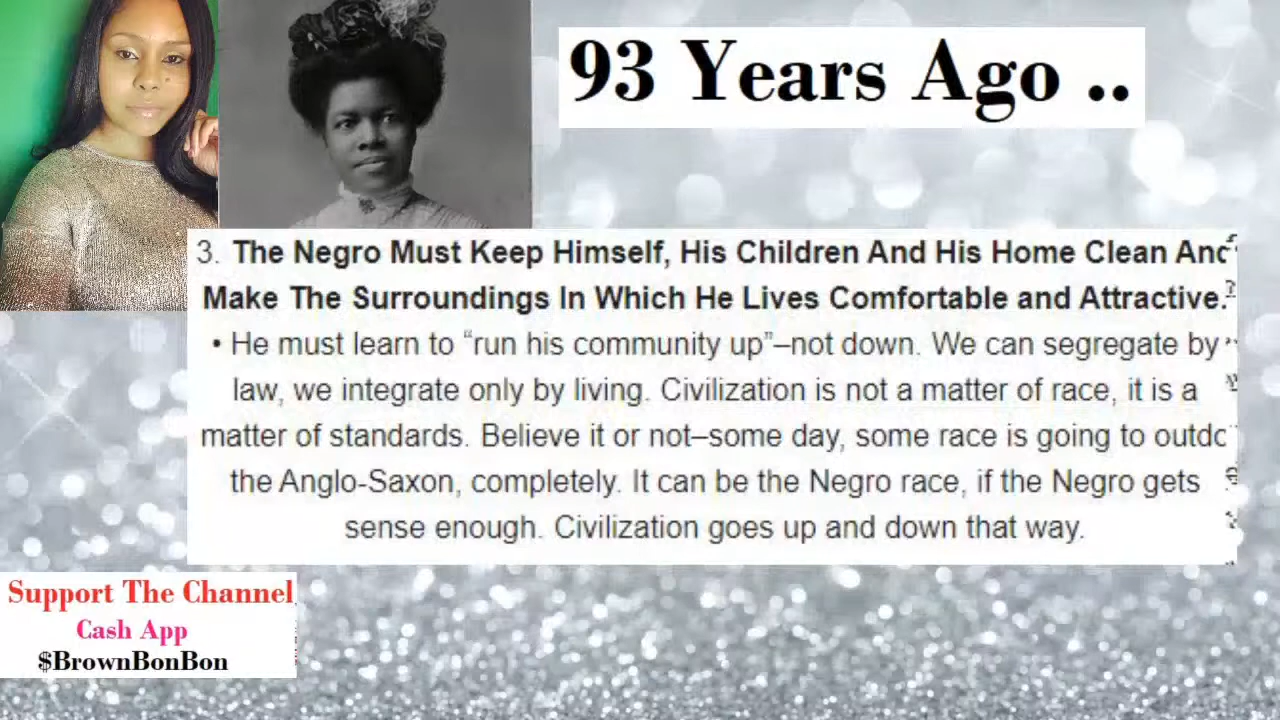 93 Years Ago ..
3. The Negro Must Keep Himself, His Children And His Home Clean And
Make The Surroundings In Which He Lives Comfortable and Attractive.
• He must learn to “run his community up”–not down. We can segregate by
law, we integrate only by living. Civilization is not a matter of race, it is a
matter of standards. Believe it or not–some day, some race is going to outdo
the Anglo-Saxon, completely. It can be the Negro race, if the Negro gets
sense enough. Civilization goes up and down that way.
Support The Channel
Cash App
$BrownBonBon